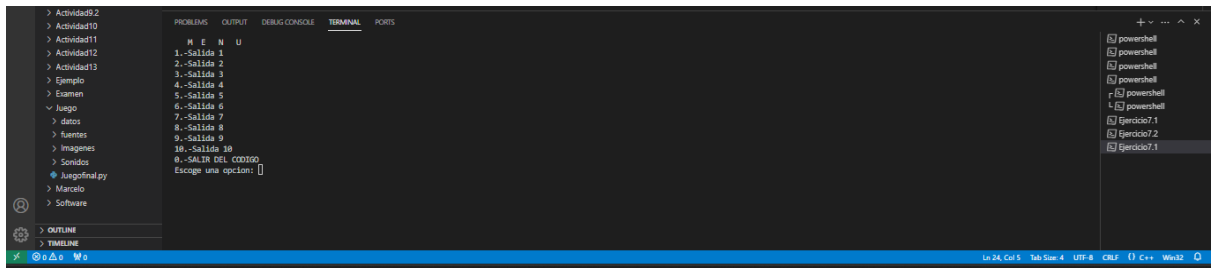 Actividad9.2
Actividad10
Actividad11
Actividad12
Actividad13
Ejemplo
Examen
Juego
datos
fuentes
Imagenes
Sonidos
Juegofinal.py
Marcelo
Software
OUTLINE
TIMELINE
PROBLEMS OUTPUT DEBUG CONSOLE TERMINAL PORTS
M E N U
1.-Salida 1
2.-Salida 2
3.-Salida 3
4.-Salida 4
5.-Salida 5
6.-Salida 6
7.-Salida 7
8.-Salida 8
9.-Salida 9
10.-Salida 10
0.-SALIR DEL CODIGO
Escoge una opcion:
powershell
powershell
powershell
powershell
powershell
powershell
Ejercicio7.1
Ejercicio7.2
Ejercicio7.1
0 0 0 Ln 24, Col 5 Tab Size: 4 UTF-8 CRLF {} C++ Win32